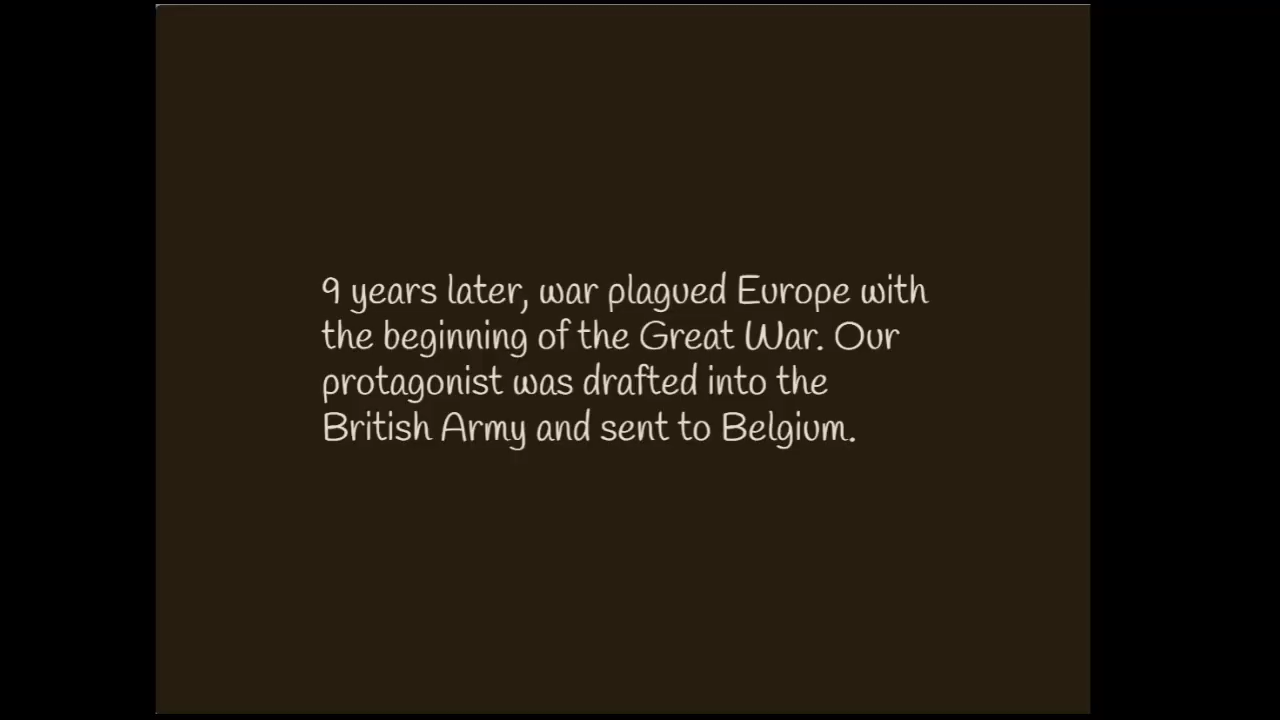 9 years later, war plagued Europe with
the beginning of the Great War. Our
protagonist was drafted into the
British Army and sent to Belgium.